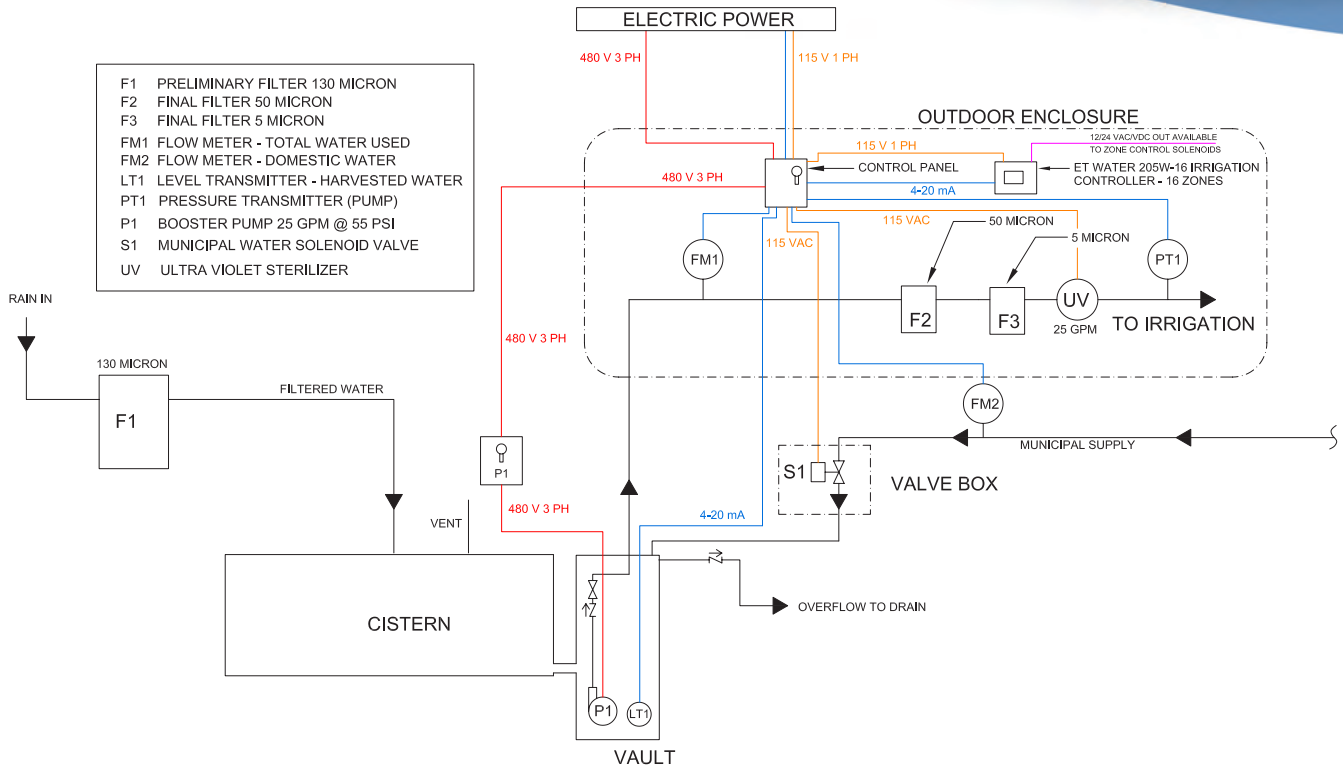 ELECTRIC POWER
480 V 3 PH
115 V 1 PH
F1 PRELIMINARY FILTER 130 MICRON
F2 FINAL FILTER 50 MICRON
F3 FINAL FILTER 5 MICRON
FM1 FLOW METER - TOTAL WATER USED
FM2 FLOW METER - DOMESTIC WATER
LT1 LEVEL TRANSMITTER - HARVESTED WATER
PT1 PRESSURE TRANSMITTER (PUMP)
P1 BOOSTER PUMP 25 GPM @ 55 PSI
S1 MUNICIPAL WATER SOLENOID VALVE
UV ULTRA VIOLET STERILIZER
OUTDOOR ENCLOSURE
12/24 VAC/VDC OUT AVAILABLE
TO ZONE CONTROL SOLENOIDS
115 V 1 PH
CONTROL PANEL
ET WATER 205W-16 IRRIGATION
CONTROLLER - 16 ZONES
480 V 3 PH
4-20 mA
115 VAC
115 VAC
50 MICRON
5 MICRON
FM1
F2
F3
UV
25 GPM
PT1
TO IRRIGATION
RAIN IN
130 MICRON
F1
FILTERED WATER
480 V 3 PH
P1
480 V 3 PH
FM2
MUNICIPAL SUPPLY
S1
VALVE BOX
4-20 mA
VENT
CISTERN
OVERFLOW TO DRAIN
P1
LT1
VAULT